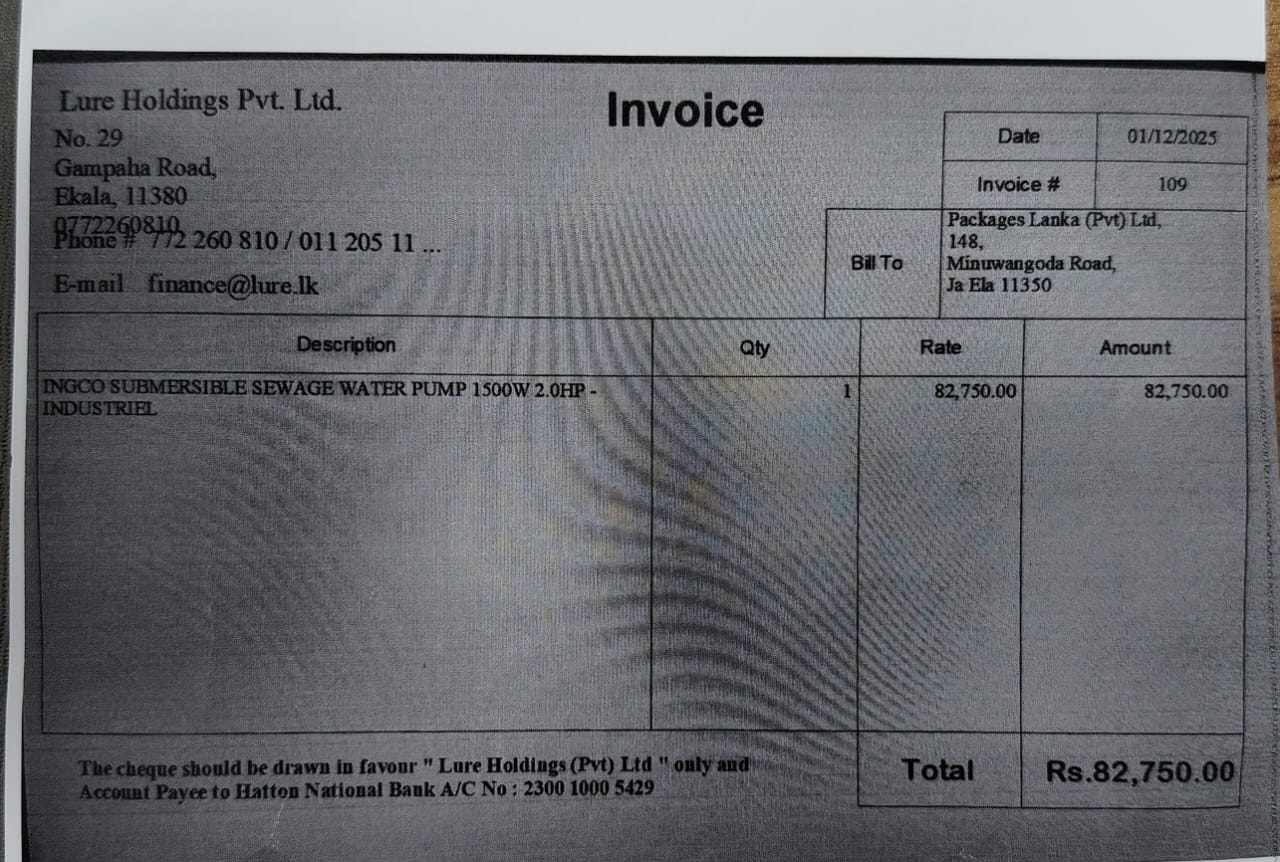 Lure Holdings Pvt. Ltd.
Invoice
No. 29
Gampaha Road,
Ekala, 11380
0772260810
Phone # 772 260 810 / 011 205 11 ...
E-mail finance@lure.lk
Date 01/12/2025
Invoice # 109
Bill To
Packages Lanka (Pvt) Ltd,
148,
Minuwangoda Road,
Ja Ela 11350
Description Qty Rate Amount
INGCO SUBMERSIBLE SEWAGE WATER PUMP 1500W 2.0HP - 1 82,750.00 82,750.00
INDUSTRIEL
The cheque should be drawn in favour " Lure Holdings (Pvt) Ltd " only and
Account Payee to Hatton National Bank A/C No : 2300 1000 5429
Total Rs.82,750.00